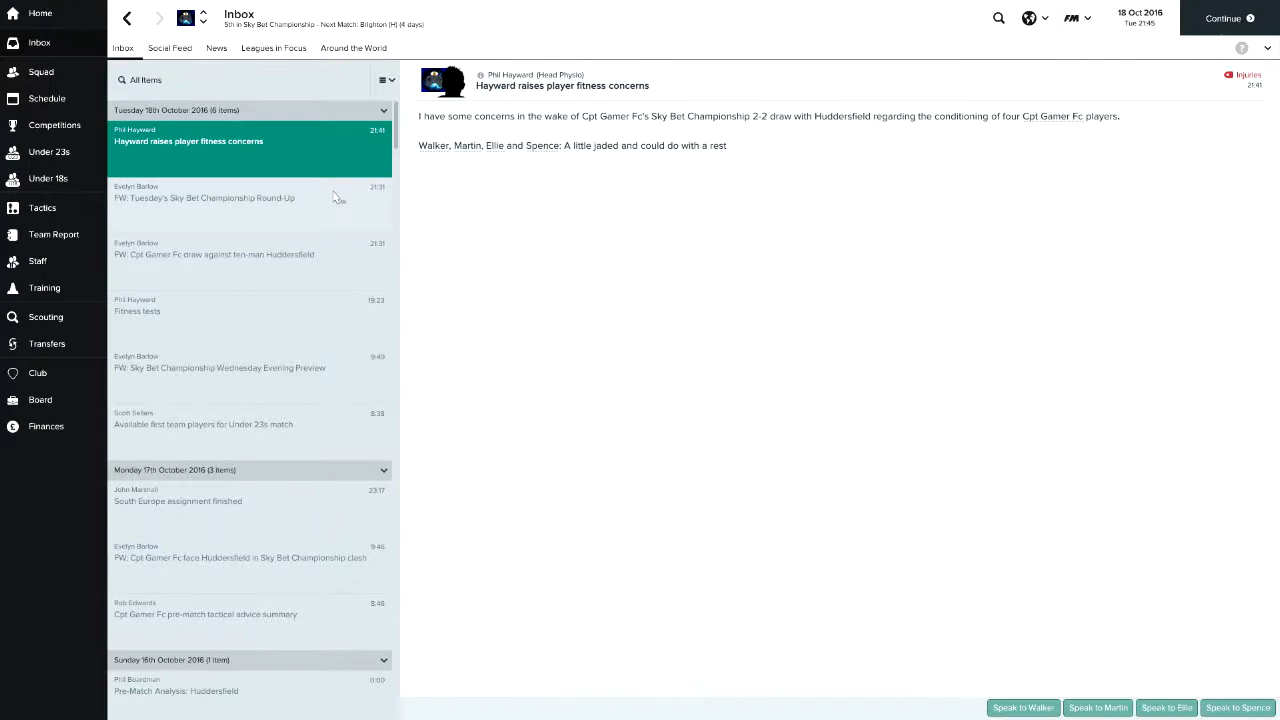 Home
Inbox
Squad
Schedule
Competitions
Under 23s
Under 18s
Tactics
Team Report
Staff
Training
Scouting
Transfers
Club
Board
Finances
Inbox
5th in Sky Bet Championship - Next Match: Brighton (H) (4 days)
FM
18 Oct 2016
Tue 21:45
Continue
Inbox
Social Feed
News
Leagues in Focus
Around the World
?
All Items
Tuesday 18th October 2016 (6 items)
Phil Hayward 21:41
Hayward raises player fitness concerns
Evelyn Barlow 21:31
FW: Tuesday's Sky Bet Championship Round-Up
Evelyn Barlow 21:31
FW: Cpt Gamer Fc draw against ten-man Huddersfield
Phil Hayward 19:23
Fitness tests
Evelyn Barlow 9:49
FW: Sky Bet Championship Wednesday Evening Preview
Scott Sellars 8:38
Available first team players for Under 23s match
Monday 17th October 2016 (3 items)
John Marshall 23:17
South Europe assignment finished
Evelyn Barlow 9:46
FW: Cpt Gamer Fc face Huddersfield in Sky Bet Championship clash
Rob Edwards 8:46
Cpt Gamer Fc pre-match tactical advice summary
Sunday 16th October 2016 (1 item)
Phil Boardman 0:00
Pre-Match Analysis: Huddersfield
Phil Hayward (Head Physio)
Hayward raises player fitness concerns
Injuries
21:41
I have some concerns in the wake of Cpt Gamer Fc's Sky Bet Championship 2-2 draw with Huddersfield regarding the conditioning of four Cpt Gamer Fc players.
Walker, Martin, Ellie and Spence: A little jaded and could do with a rest
Speak to Walker
Speak to Martin
Speak to Ellie
Speak to Spence